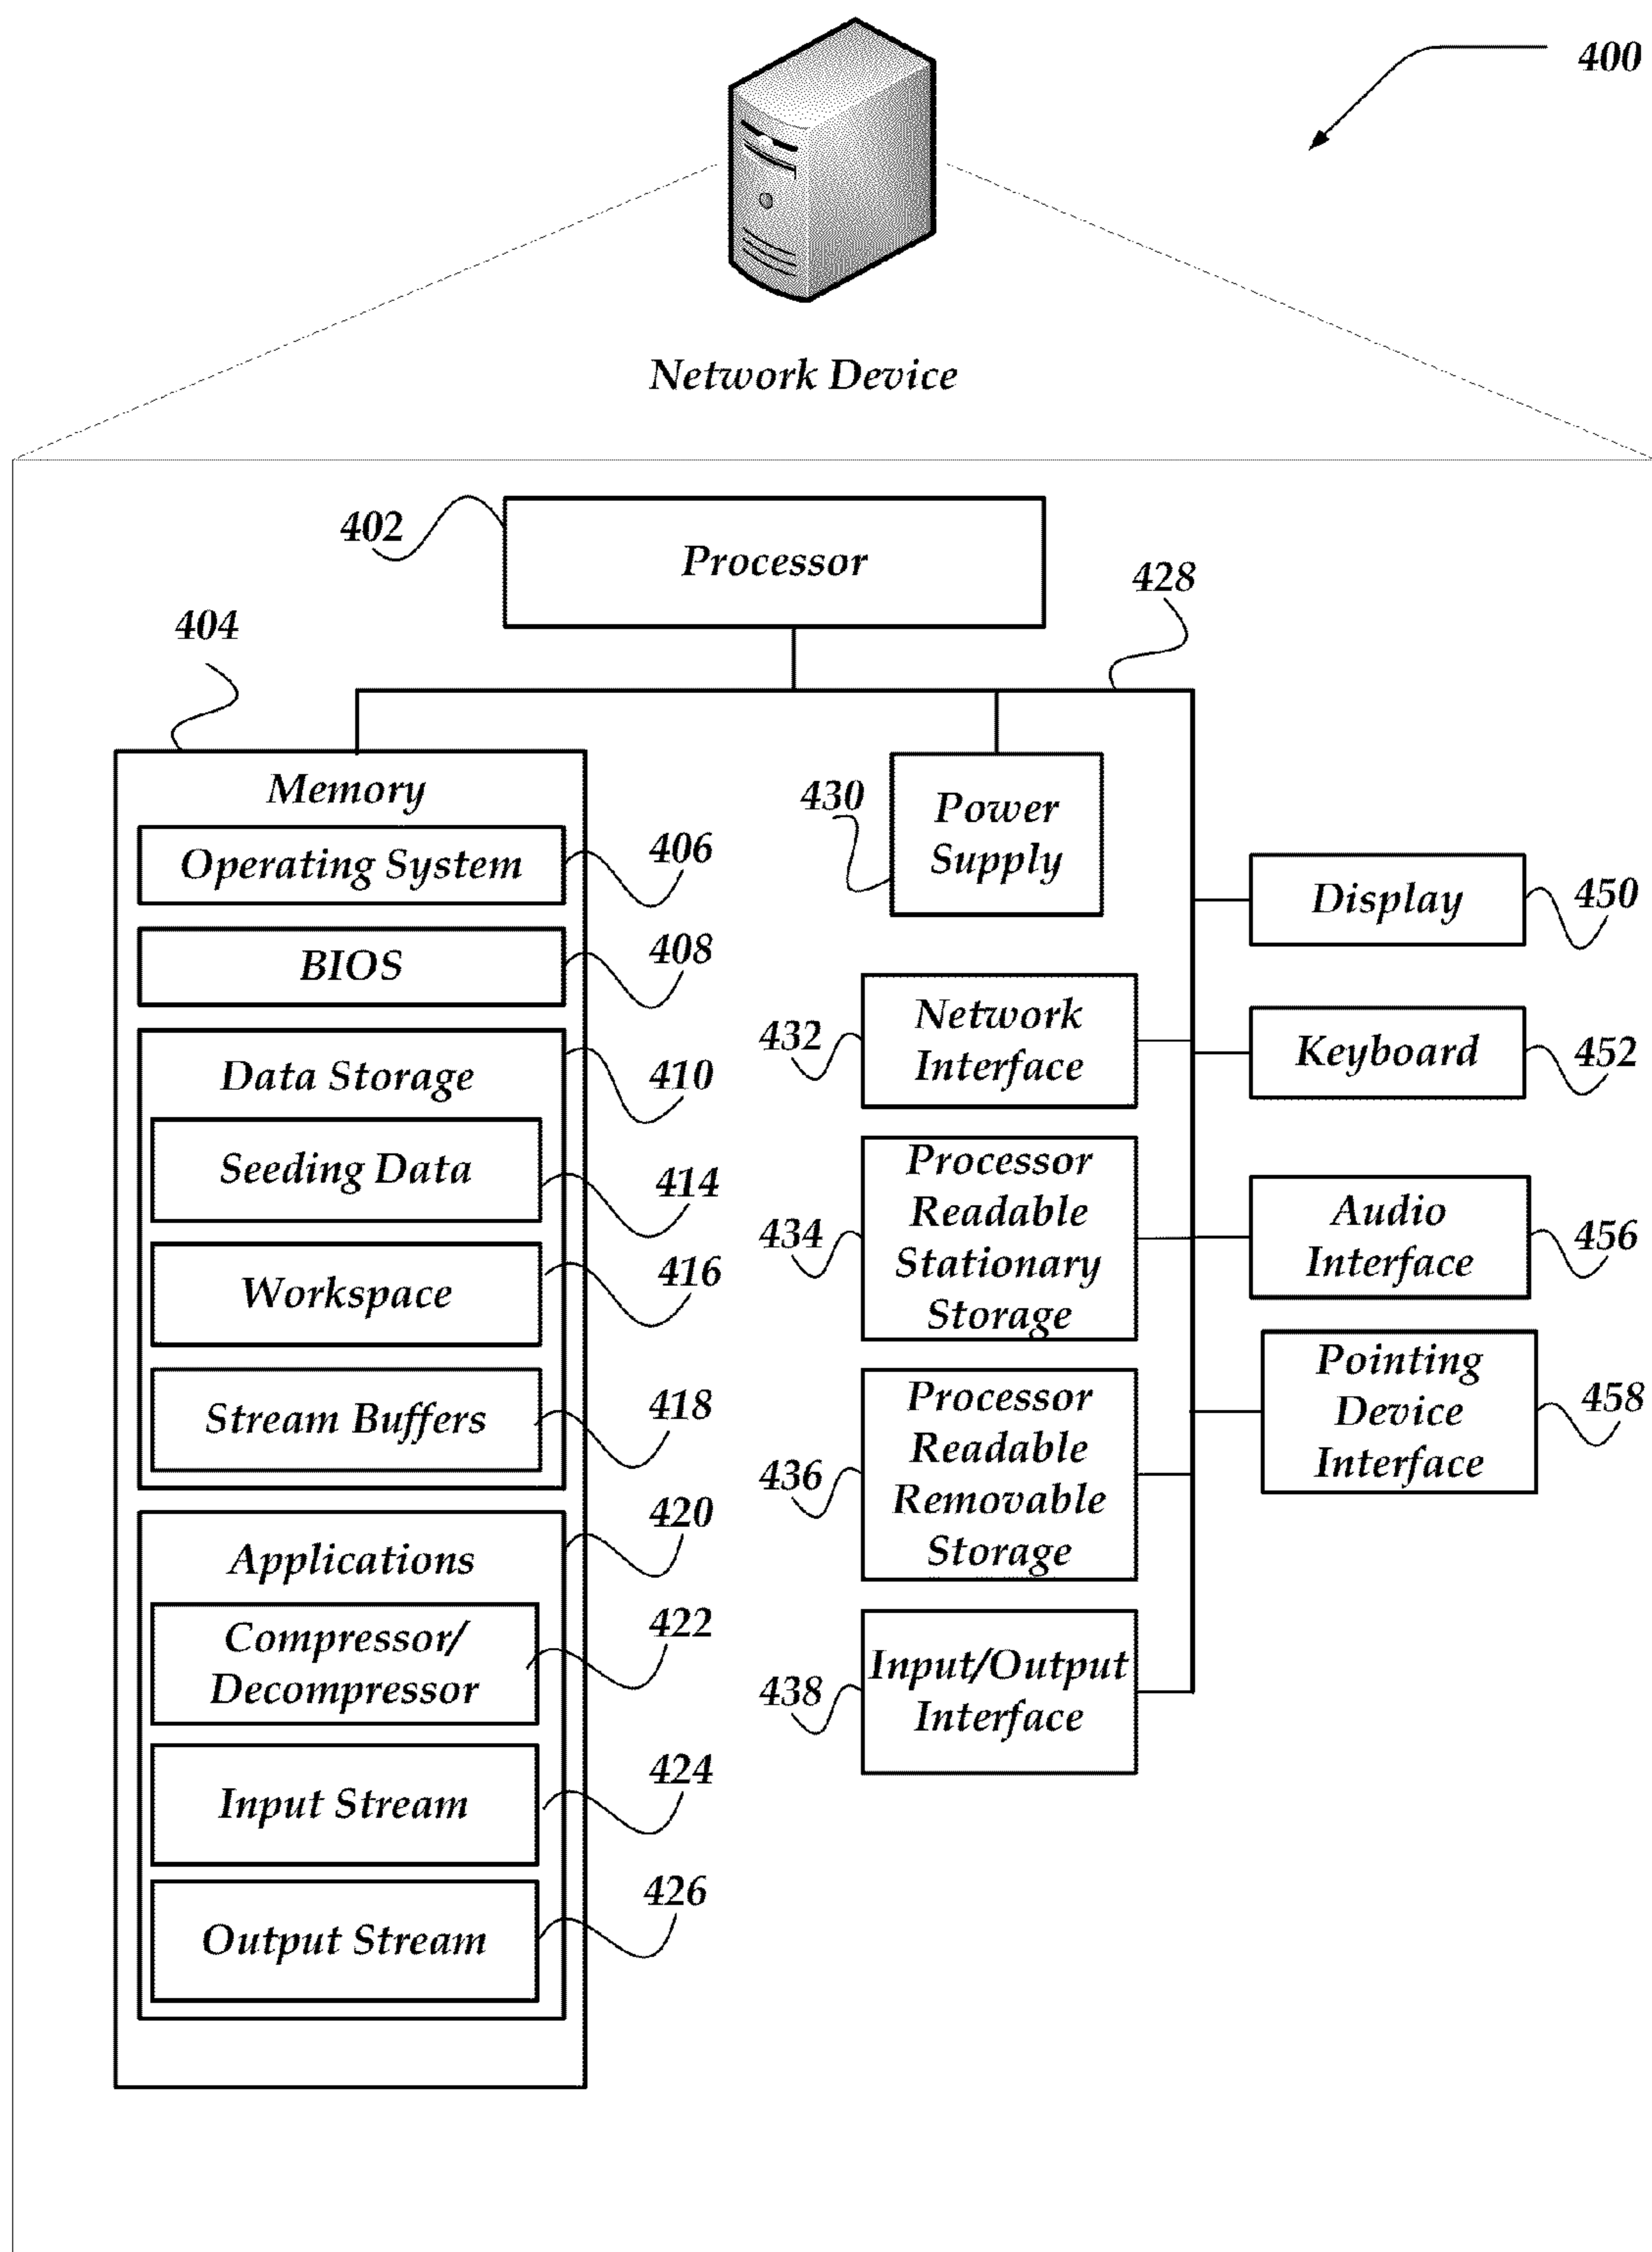 400
Network Device
402
Processor
428
404
Memory
Operating System
406
BIOS
408
Data Storage
410
Seeding Data
414
Workspace
416
Stream Buffers
418
Applications
420
Compressor/
Decompressor
422
Input Stream
424
Output Stream
426
430
Power
Supply
432
Network
Interface
434
Processor
Readable
Stationary
Storage
436
Processor
Readable
Removable
Storage
438
Input/Output
Interface
Display
450
Keyboard
452
Audio
Interface
456
Pointing
Device
Interface
458